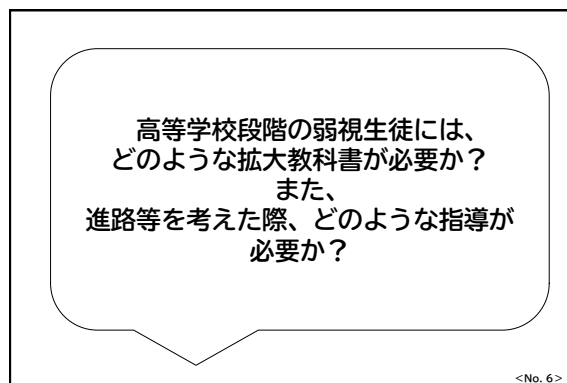 高等学校段階の弱視生徒には、
どのような拡大教科書が必要か？
また、
進路等を考えた際、どのような指導が
必要か？
<No. 6>